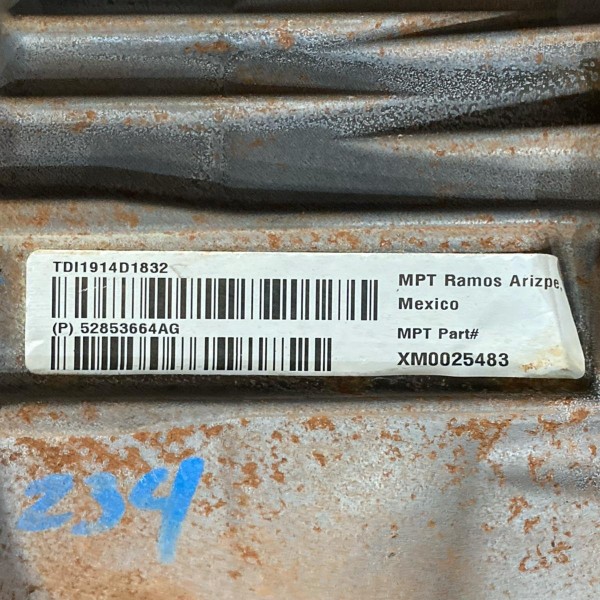 TDI1914D1832
(P) 52853664AG
MPT Ramos Arizpe,
Mexico
MPT Part#
XM0025483
234